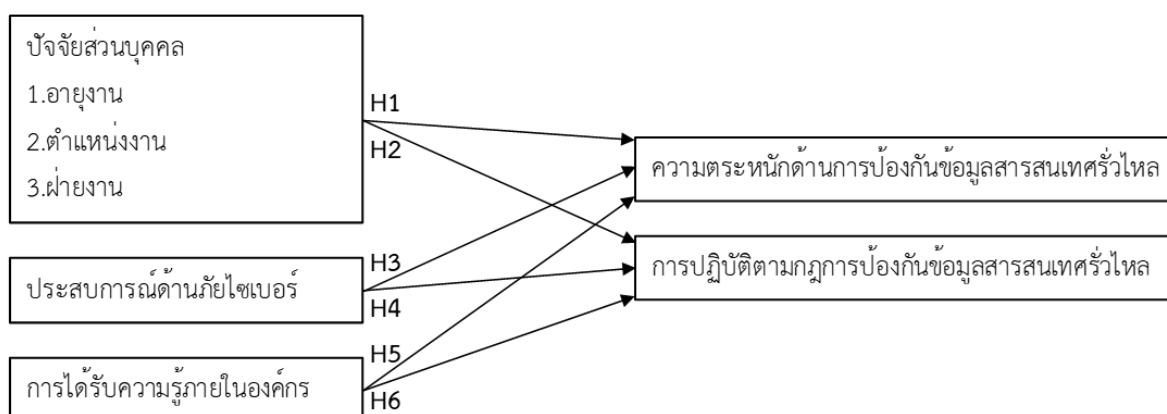 ปัจจัยส่วนบุคคล
1.อายุงาน
2.ตำแหน่งงาน
3.ฝ่ายงาน
H1
H2
ความตระหนักด้านการป้องกันข้อมูลสารสนเทศรั่วไหล
การปฏิบัติตามกฎการป้องกันข้อมูลสารสนเทศรั่วไหล
ประสบการณ์ด้านภัยไซเบอร์
H3
H4
การได้รับความรู้ภายในองค์กร
H5
H6